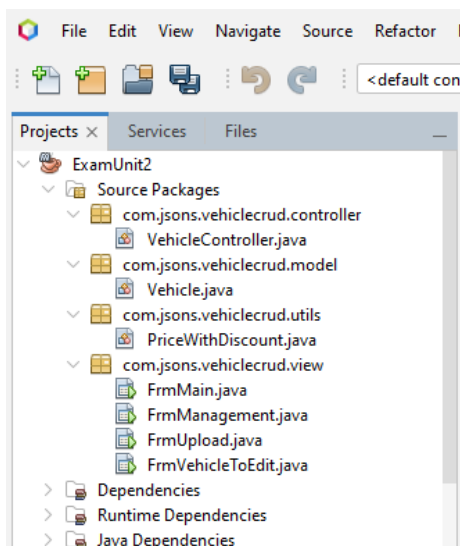 File Edit View Navigate Source Refactor
<default con
Projects Services Files
ExamUnit2
Source Packages
com.jsons.vehiclecrud.controller
VehicleController.java
com.jsons.vehiclecrud.model
Vehicle.java
com.jsons.vehiclecrud.utils
PriceWithDiscount.java
com.jsons.vehiclecrud.view
FrmMain.java
FrmManagement.java
FrmUpload.java
FrmVehicleToEdit.java
Dependencies
Runtime Dependencies
Java Dependencies